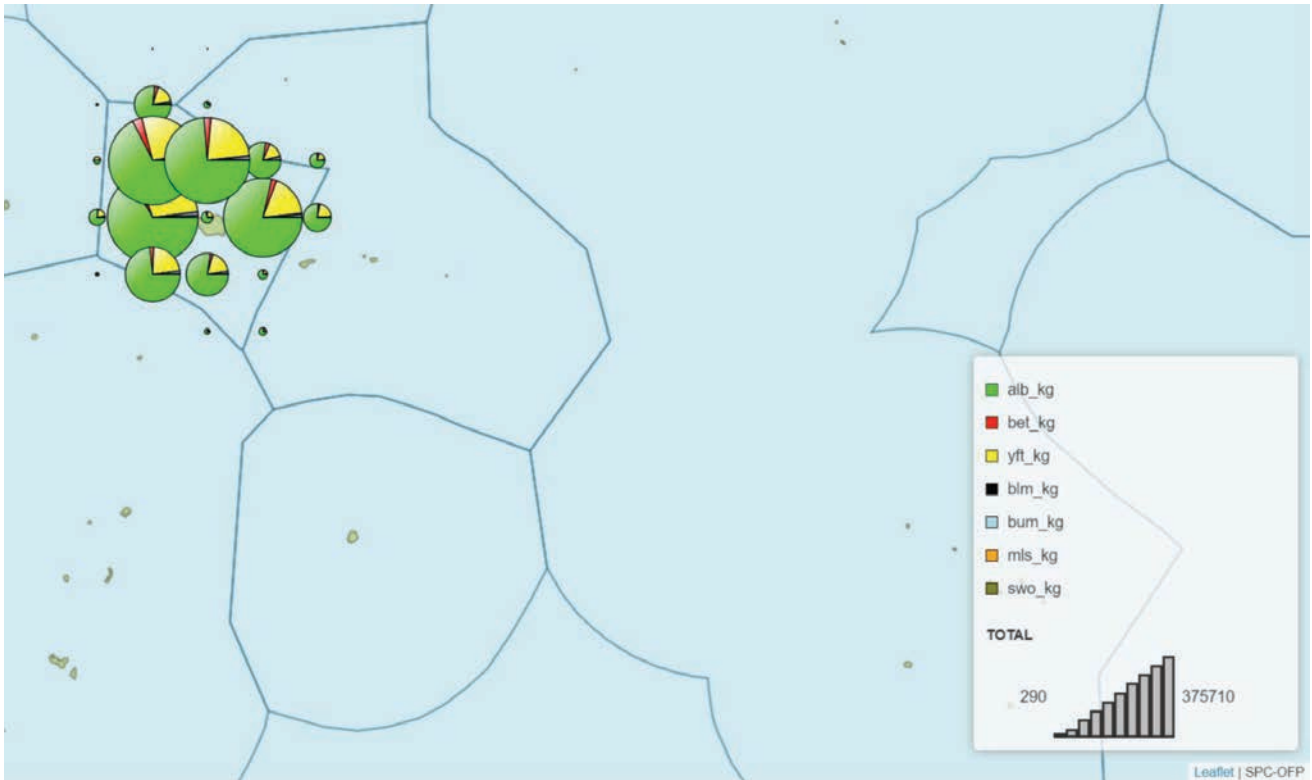 alb_kg
bet_kg
yft_kg
blm_kg
bum_kg
mls_kg
swo_kg
TOTAL
290 375710
Leaflet | SPC-OFP